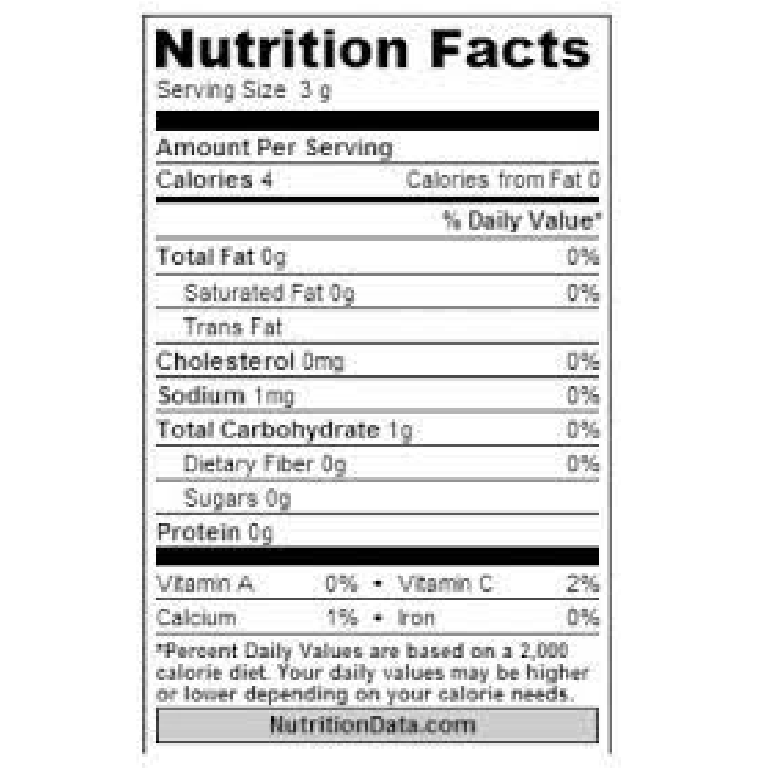 Nutrition Facts
Serving Size 3 g
Amount Per Serving
Calories 4 Calories from Fat 0
% Daily Value*
Total Fat 0g 0%
Saturated Fat 0g 0%
Trans Fat
Cholesterol 0mg 0%
Sodium 1mg 0%
Total Carbohydrate 1g 0%
Dietary Fiber 0g 0%
Sugars 0g
Protein 0g
Vitamin A 0% • Vitamin C 2%
Calcium 1% • Iron 0%
*Percent Daily Values are based on a 2,000
calorie diet. Your daily values may be higher
or lower depending on your calorie needs.
NutritionData.com